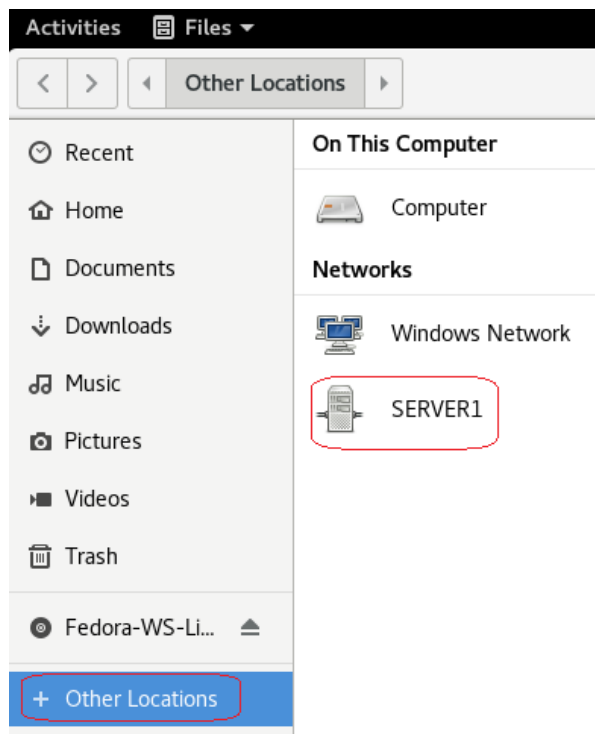 Activities Files
Other Locations
Recent
Home
Documents
Downloads
Music
Pictures
Videos
Trash
Fedora-WS-Li...
+ Other Locations
On This Computer
Computer
Networks
Windows Network
SERVER1